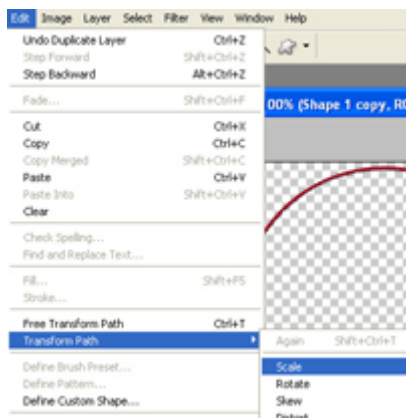 Edit Image Layer Select Filter View Window Help
Undo Duplicate Layer Ctrl+Z
Step Forward Shift+Ctrl+Z
Step Backward Alt+Ctrl+Z
Fade... Shift+Ctrl+F
100% (Shape 1 copy, RG
Cut Ctrl+X
Copy Ctrl+C
Copy Merged Shift+Ctrl+C
Paste Ctrl+V
Paste Into Shift+Ctrl+V
Clear
Check Spelling...
Find and Replace Text...
Fill... Shift+F5
Stroke...
Free Transform Path Ctrl+T
Transform Path
Again Shift+Ctrl+T
Define Brush Preset...
Scale
Define Pattern...
Rotate
Define Custom Shape...
Skew
Distort